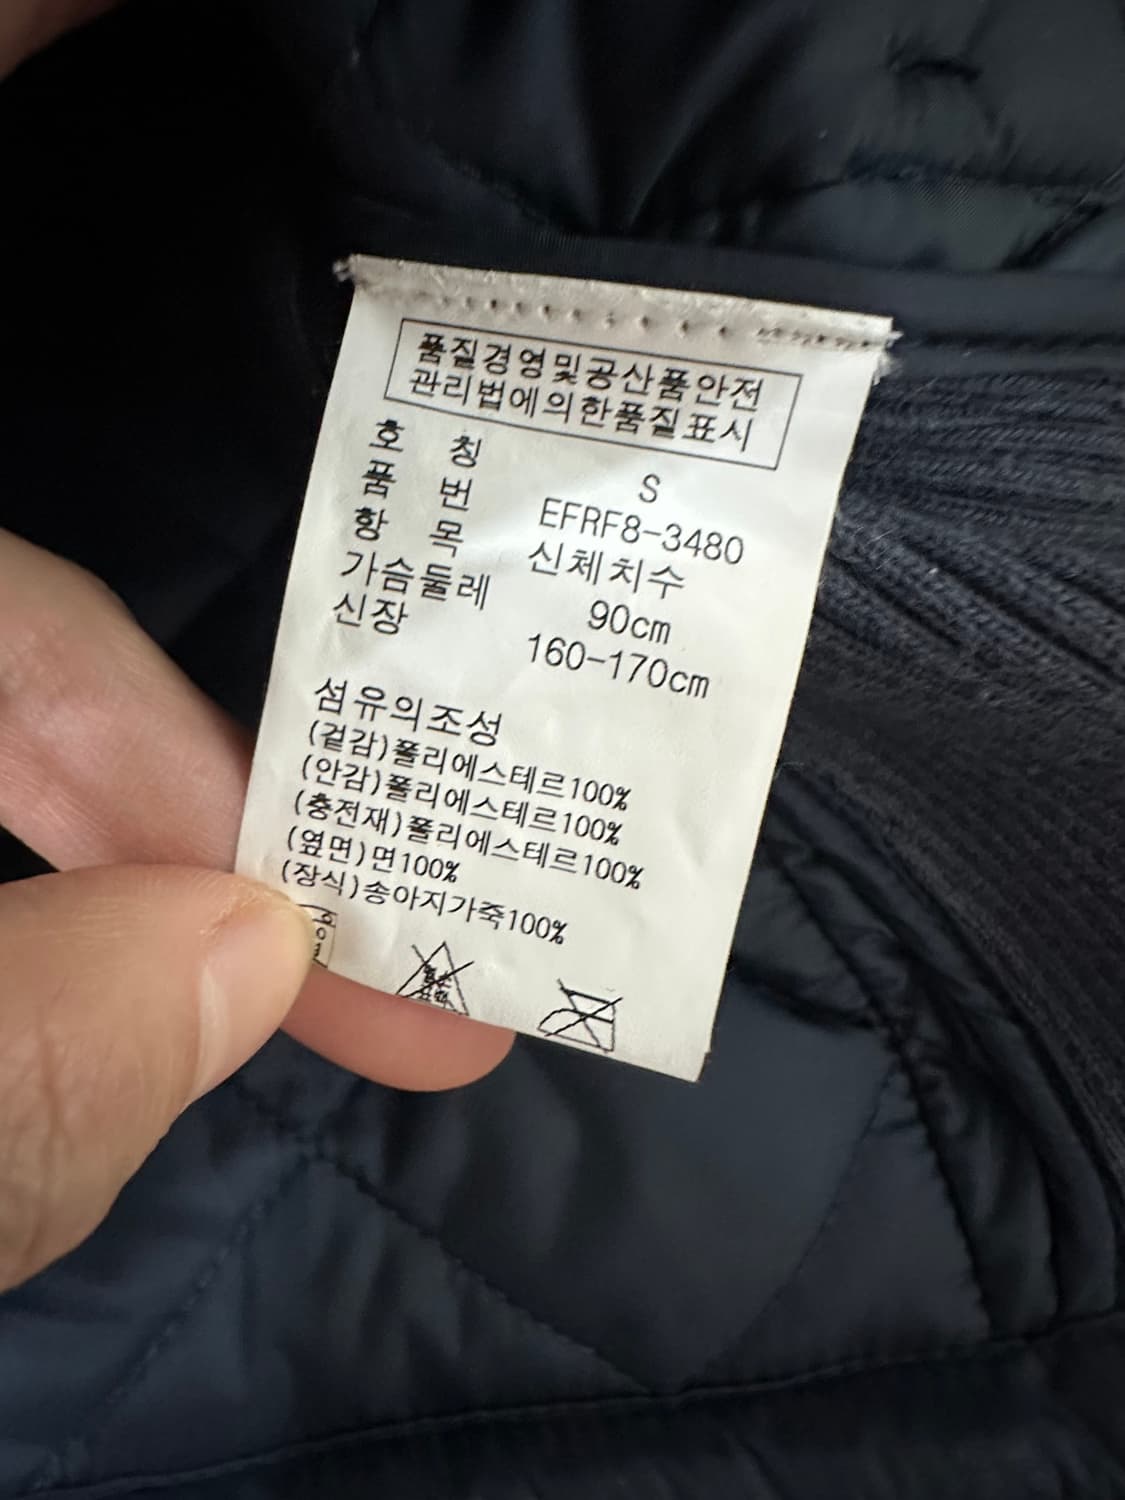 품질경영및공산품안전
관리법에의한품질표시
호 칭 S
품 번 EFRF8-3480
항 목 신체치수
가슴둘레 90cm
신장 160-170cm
섬유의조성
(겉감)폴리에스테르100%
(안감)폴리에스테르100%
(충전재)폴리에스테르100%
(옆면)면100%
(장식)송아지가죽100%